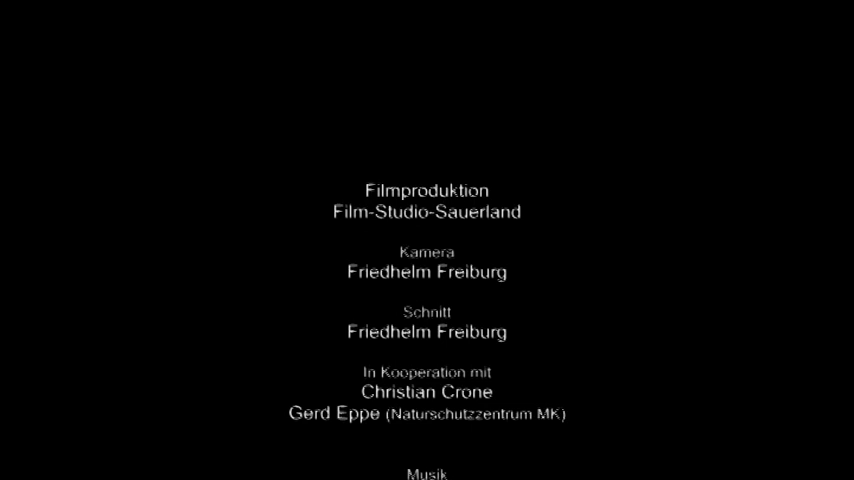 Filmproduktion
Film-Studio-Sauerland
Kamera
Friedhelm Freiburg
Schnitt
Friedhelm Freiburg
In Kooperation mit
Christian Crone
Gerd Eppe (Naturschutzzentrum MK)
Musik